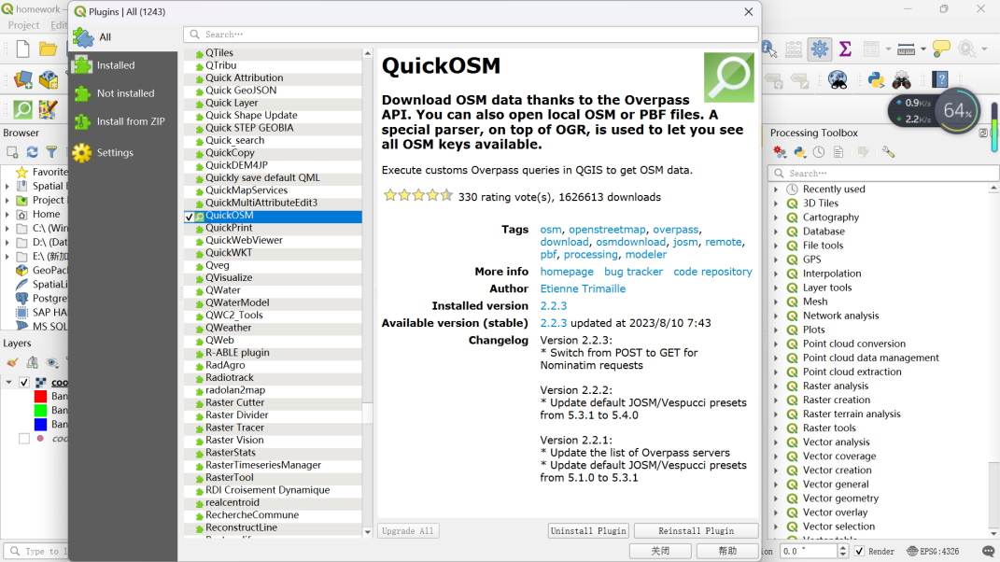 homework —
Plugins | All (1243)
Project
Edi
All
Installed
Not installed
Install from ZIP
Settings
Search…
QTiles
QTribu
Quick Attribution
Quick GeoJSON
Quick Layer
Quick Shape Update
Quick STEP GEOBIA
Quick_search
QuickCopy
QuickDEM4JP
Quickly save default QML
QuickMapServices
QuickMultiAttributeEdit3
QuickOSM
QuickPrint
QuickWebViewer
QuickWKT
Qveg
QVisualize
QWater
QWaterModel
QWC2_Tools
QWeather
QWeb
R-ABLE plugin
RadAgro
Radiotrack
radolan2map
Raster Cutter
Raster Divider
Raster Tracer
Raster Vision
RasterStats
RasterTimeseriesManager
RasterTool
RDI Croisement Dynamique
realcentroid
RechercheCommune
ReconstructLine
QuickOSM
Download OSM data thanks to the Overpass
API. You can also open local OSM or PBF files. A
special parser, on top of OGR, is used to let you see
all OSM keys available.
Execute customs Overpass queries in QGIS to get OSM data.
330 rating vote(s), 1626613 downloads
Tags osm, openstreetmap, overpass,
download, osmdownload, josm, remote,
pbf, processing, modeler
More info homepage bug tracker code repository
Author Etienne Trimaille
Installed version 2.2.3
Available version (stable) 2.2.3 updated at 2023/8/10 7:43
Changelog Version 2.2.3:
* Switch from POST to GET for
Nominatim requests
Version 2.2.2:
* Update default JOSM/Vespucci presets
from 5.3.1 to 5.4.0
Version 2.2.1:
* Update the list of Overpass servers
* Update default JOSM/Vespucci presets
from 5.1.0 to 5.3.1
Upgrade All
Uninstall Plugin
Reinstall Plugin
关闭
帮助
Browser
Favorite
Spatial
Project
Home
C:\ (Win
D:\ (Dat
E:\ (新加
GeoPac
SpatiaLi
Postgre
SAP HA
MS SQL
Layers
coo
Ban
Ban
Ban
coo
Type to l
0.9K/s
2.2K/s
64%
Processing Toolbox
Search…
Recently used
3D Tiles
Cartography
Database
File tools
GPS
Interpolation
Layer tools
Mesh
Network analysis
Plots
Point cloud conversion
Point cloud data management
Point cloud extraction
Raster analysis
Raster creation
Raster terrain analysis
Raster tools
Vector analysis
Vector coverage
Vector creation
Vector general
Vector geometry
Vector overlay
Vector selection
ion
0.0 °
Render
EPSG:4326